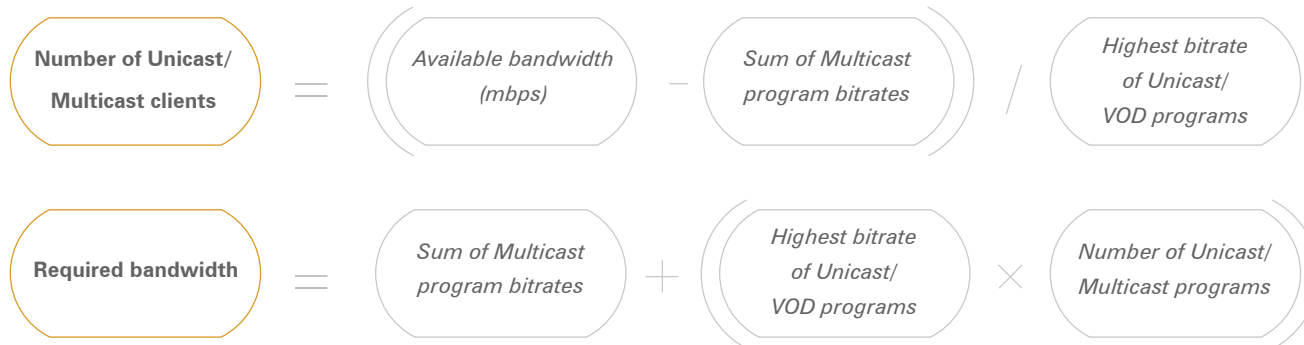 Number of Unicast/
Multicast clients
=
(
Available bandwidth
(mbps)
-
Sum of Multicast
program bitrates
)
/
Highest bitrate
of Unicast/
VOD programs
Required bandwidth
=
Sum of Multicast
program bitrates
+
(
Highest bitrate
of Unicast/
VOD programs
×
Number of Unicast/
Multicast programs
)